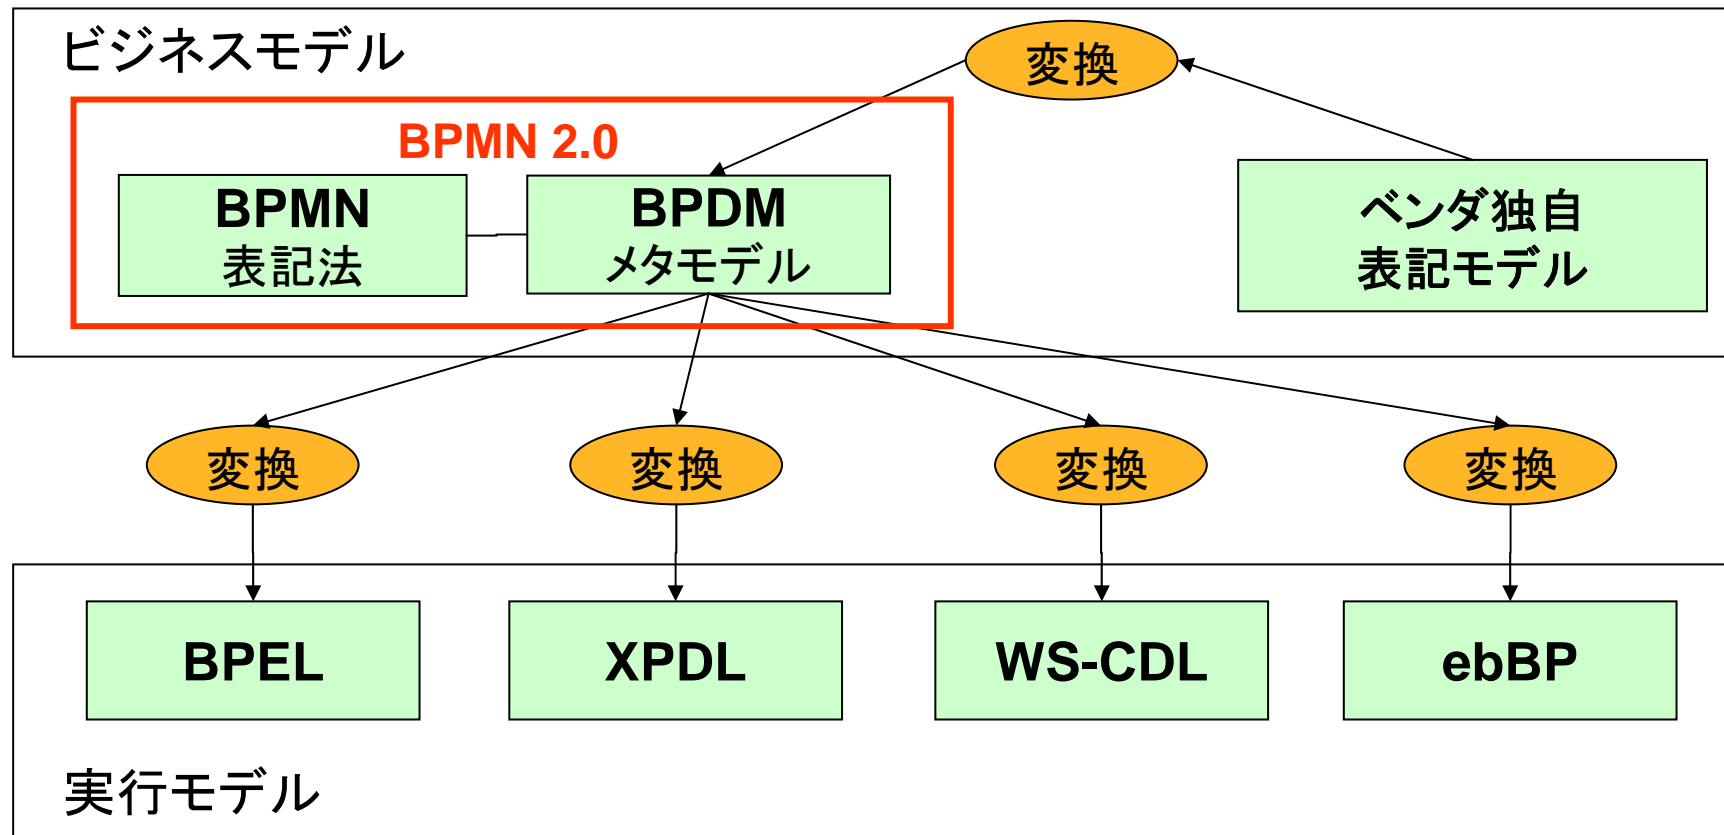 ビジネスモデル
変換
BPMN 2.0
BPMN
表記法
BPDM
メタモデル
ベンダ独自
表記モデル
変換
変換
変換
変換
BPEL
XPDL
WS-CDL
ebBP
実行モデル